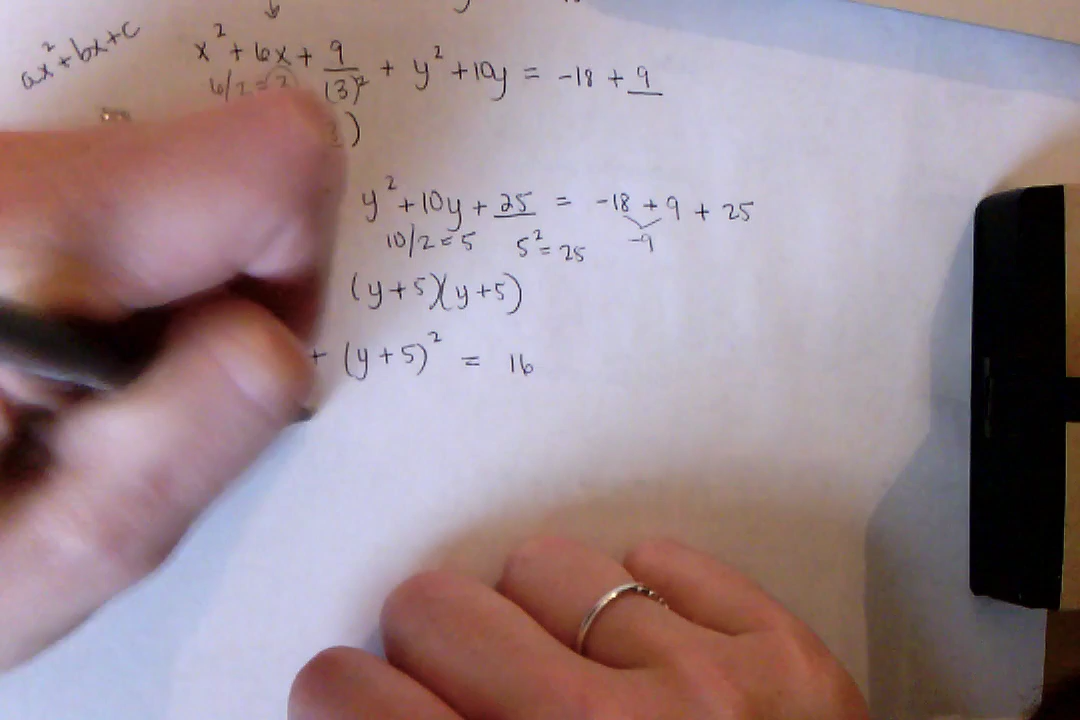 ax²+bx+c
x² + 6x + 9 + y² + 10y = -18 + 9
6/2 = 3 (3)²
)
y² + 10y + 25 = -18 + 9 + 25
10/2 = 5 5² = 25 -9
(y+5)(y+5)
+ (y+5)² = 16